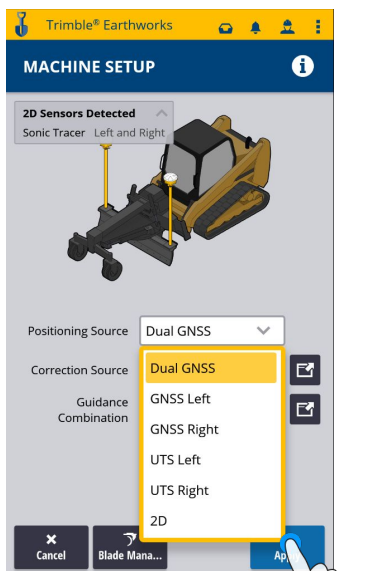 Trimble® Earthworks
MACHINE SETUP
2D Sensors Detected
Sonic Tracer Left and Right
Positioning Source Dual GNSS
Correction Source
Guidance
Combination
Dual GNSS
GNSS Left
GNSS Right
UTS Left
UTS Right
2D
Cancel
Blade Mana...